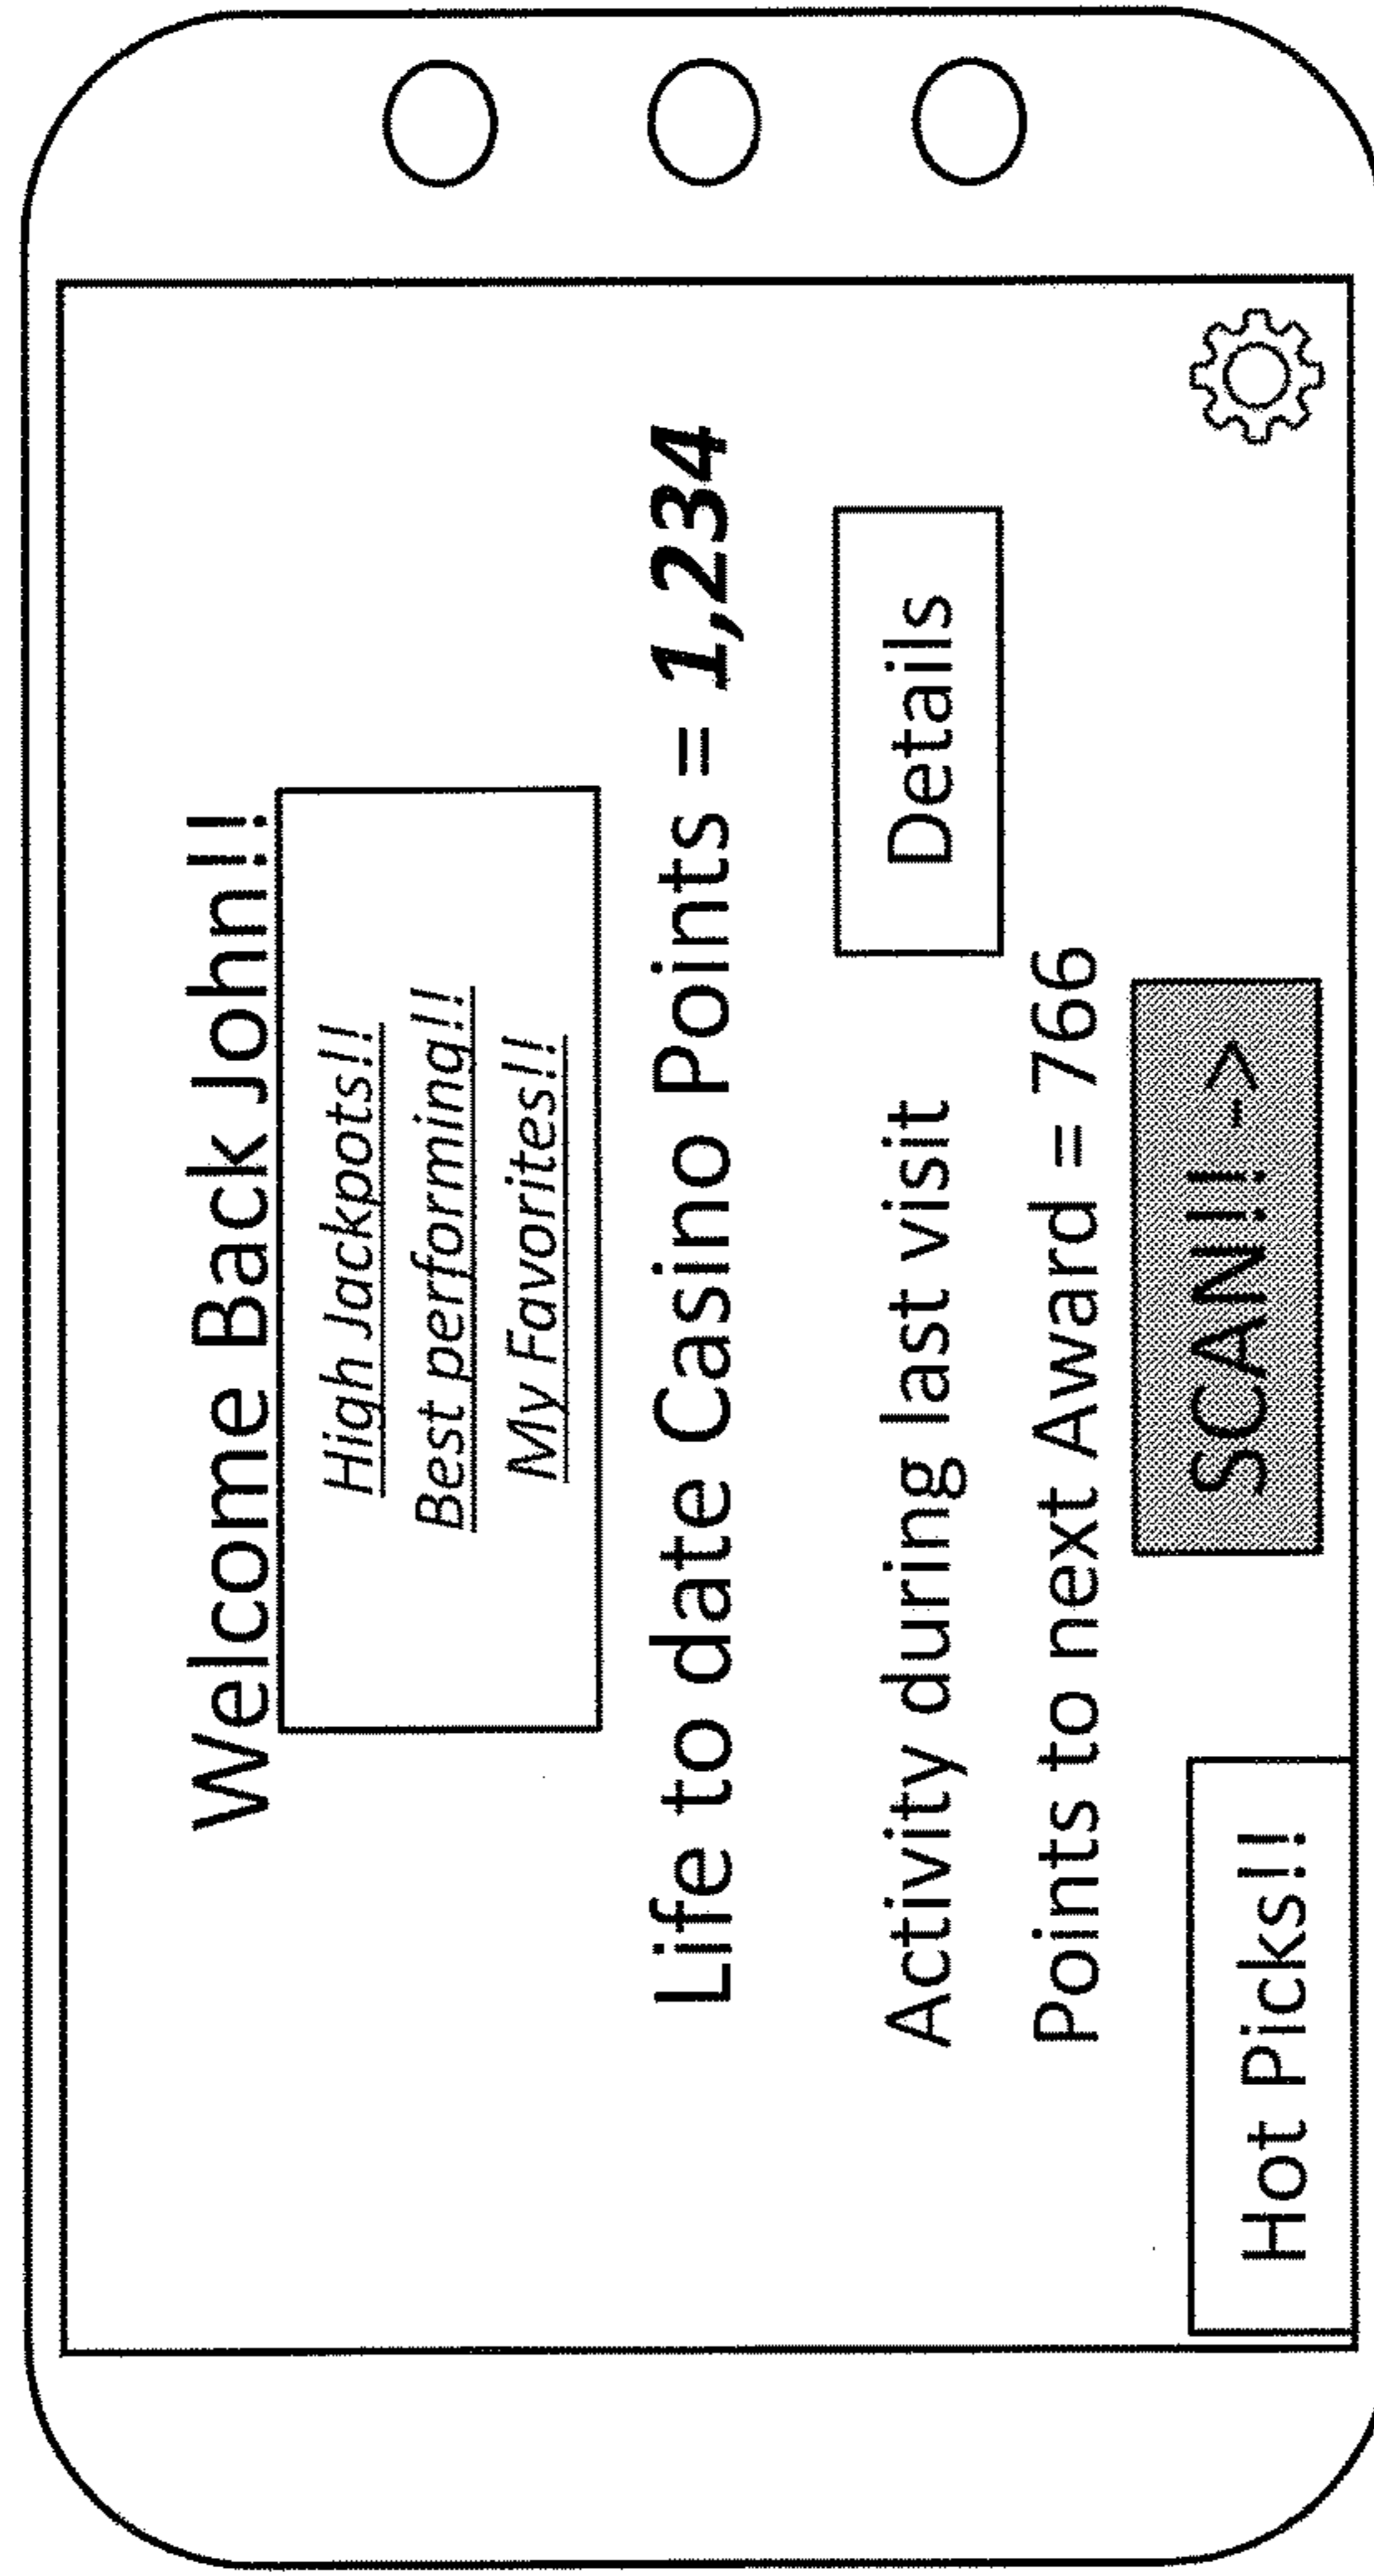 Welcome Back John!!
High Jackpots!!
Best performing!!
My Favorites!!
Life to date Casino Points = 1,234
Activity during last visit
Details
Points to next Award = 766
SCAN!! ->
Hot Picks!!